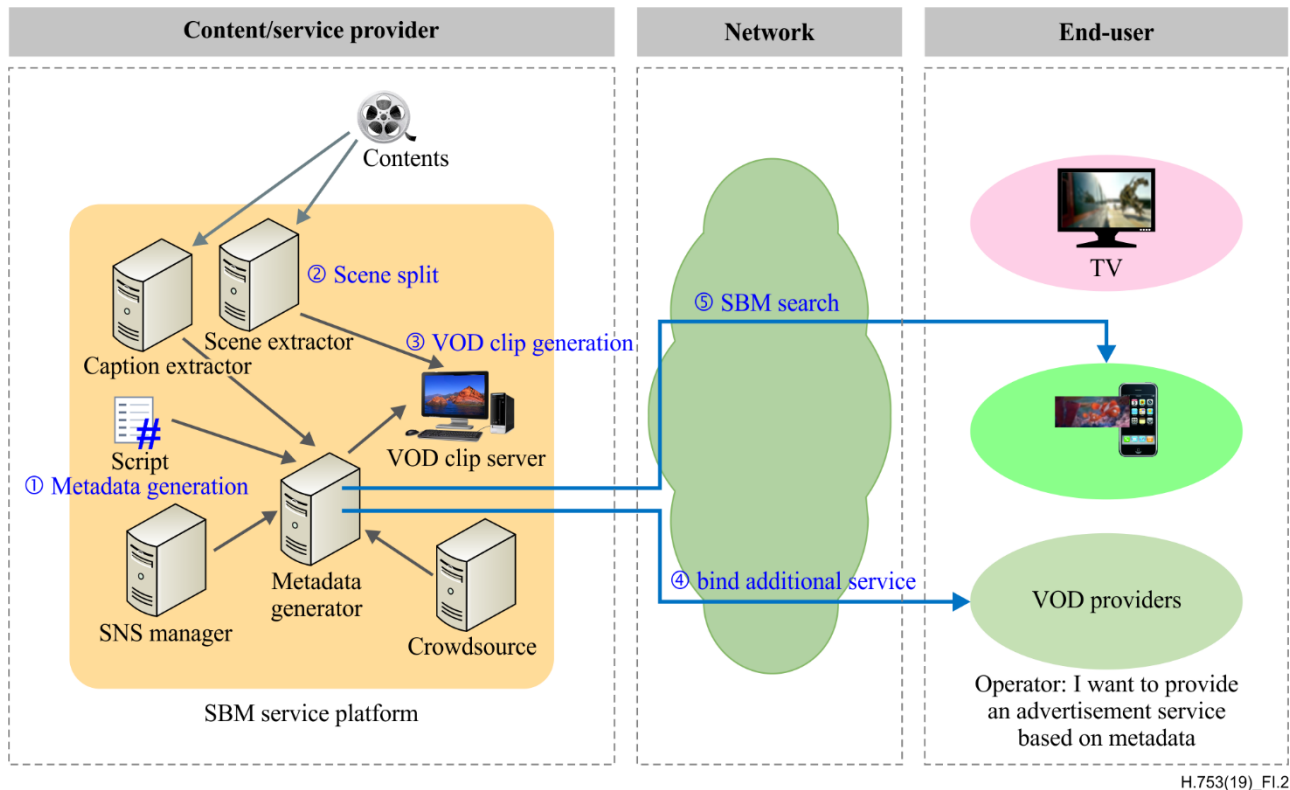 Content/service provider
Network
End-user
Contents
② Scene split
Scene extractor
Caption extractor
③ VOD clip generation
VOD clip server
#
Script
① Metadata generation
SNS manager
Metadata
generator
Crowdsource
SBM service platform
⑤ SBM search
④ bind additional service
TV
VOD providers
Operator: I want to provide
an advertisement service
based on metadata
H.753(19)_FI.2